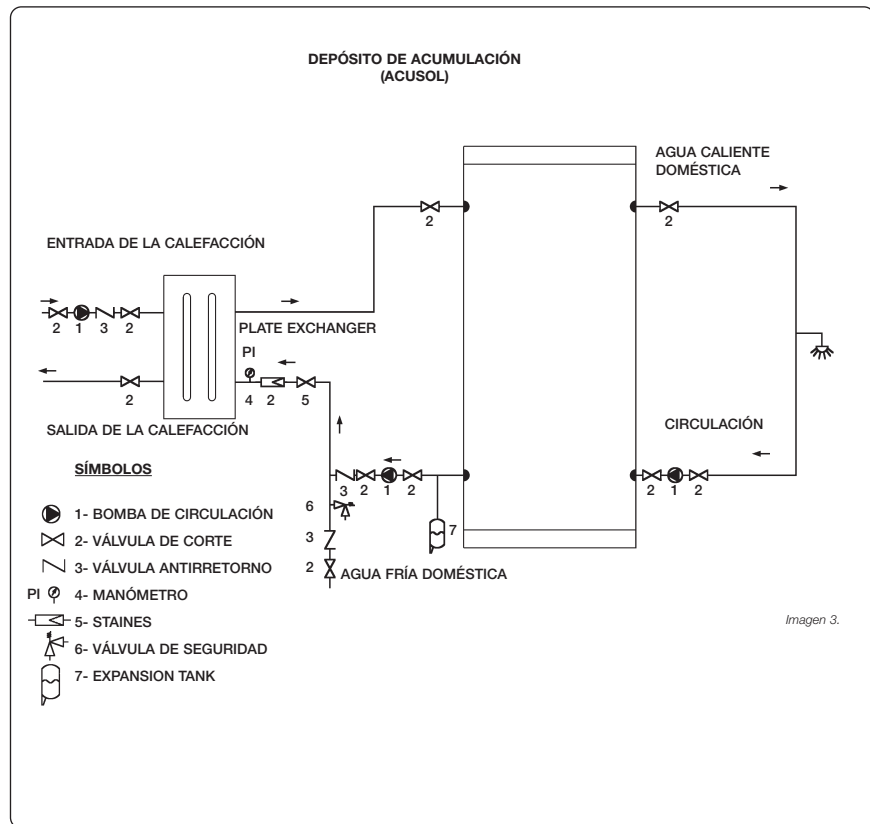 DEPÓSITO DE ACUMULACIÓN
(ACUSOL)
AGUA CALIENTE
DOMÉSTICA
2
2
ENTRADA DE LA CALEFACCIÓN
2 1 3 2
PLATE EXCHANGER
PI
2
4 2 5
SALIDA DE LA CALEFACCIÓN
CIRCULACIÓN
3 2 1 2
2 1 2
6
7
3
2
AGUA FRÍA DOMÉSTICA
SÍMBOLOS
1- BOMBA DE CIRCULACIÓN
2- VÁLVULA DE CORTE
3- VÁLVULA ANTIRRETORNO
PI 4- MANÓMETRO
5- STAINES
6- VÁLVULA DE SEGURIDAD
7- EXPANSION TANK
Imagen 3.